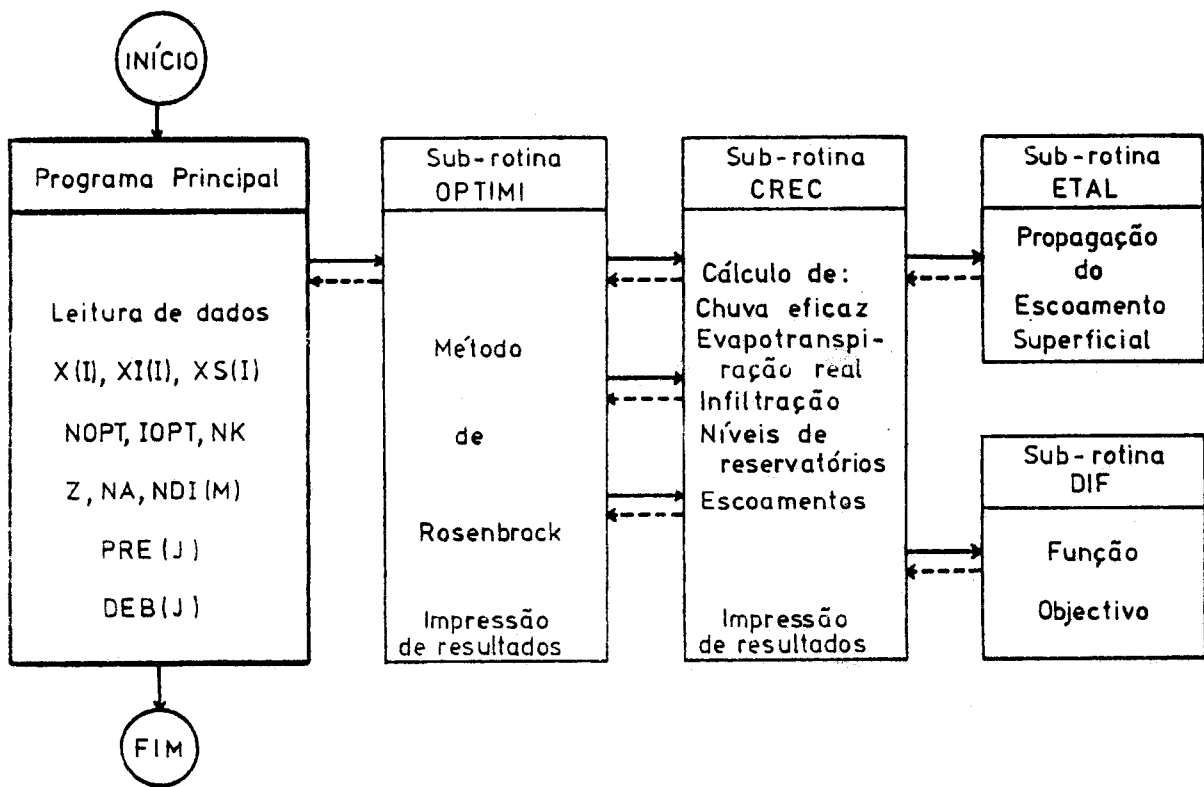 INÍCIO
Programa Principal
Leitura de dados
X(I), XI(I), XS(I)
NOPT, IOPT, NK
Z, NA, NDI(M)
PRE(J)
DEB(J)
FIM
Sub-rotina
OPTIMI
Método
de
Rosenbrock
Impressão
de resultados
Sub-rotina
CREC
Cálculo de:
Chuva eficaz
Evapotranspi-
ração real
Infiltração
Níveis de
reservatórios
Escoamentos
Impressão
de resultados
Sub-rotina
ETAL
Propagação
do
Escoamento
Superficial
Sub-rotina
DIF
Função
Objectivo